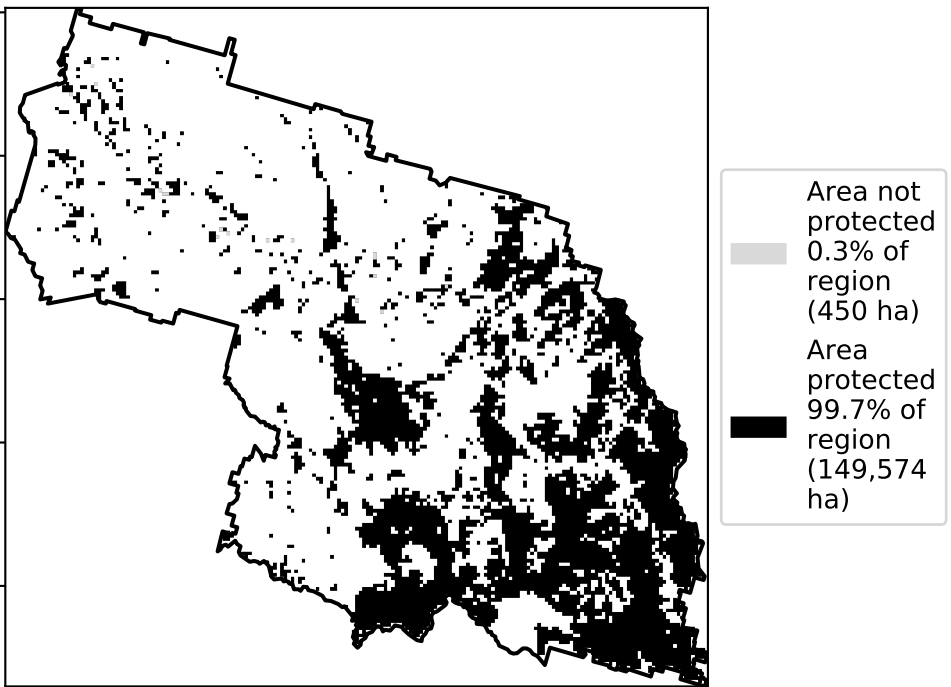 Area not
protected
0.3% of
region
(450 ha)
Area
protected
99.7% of
region
(149,574
ha)